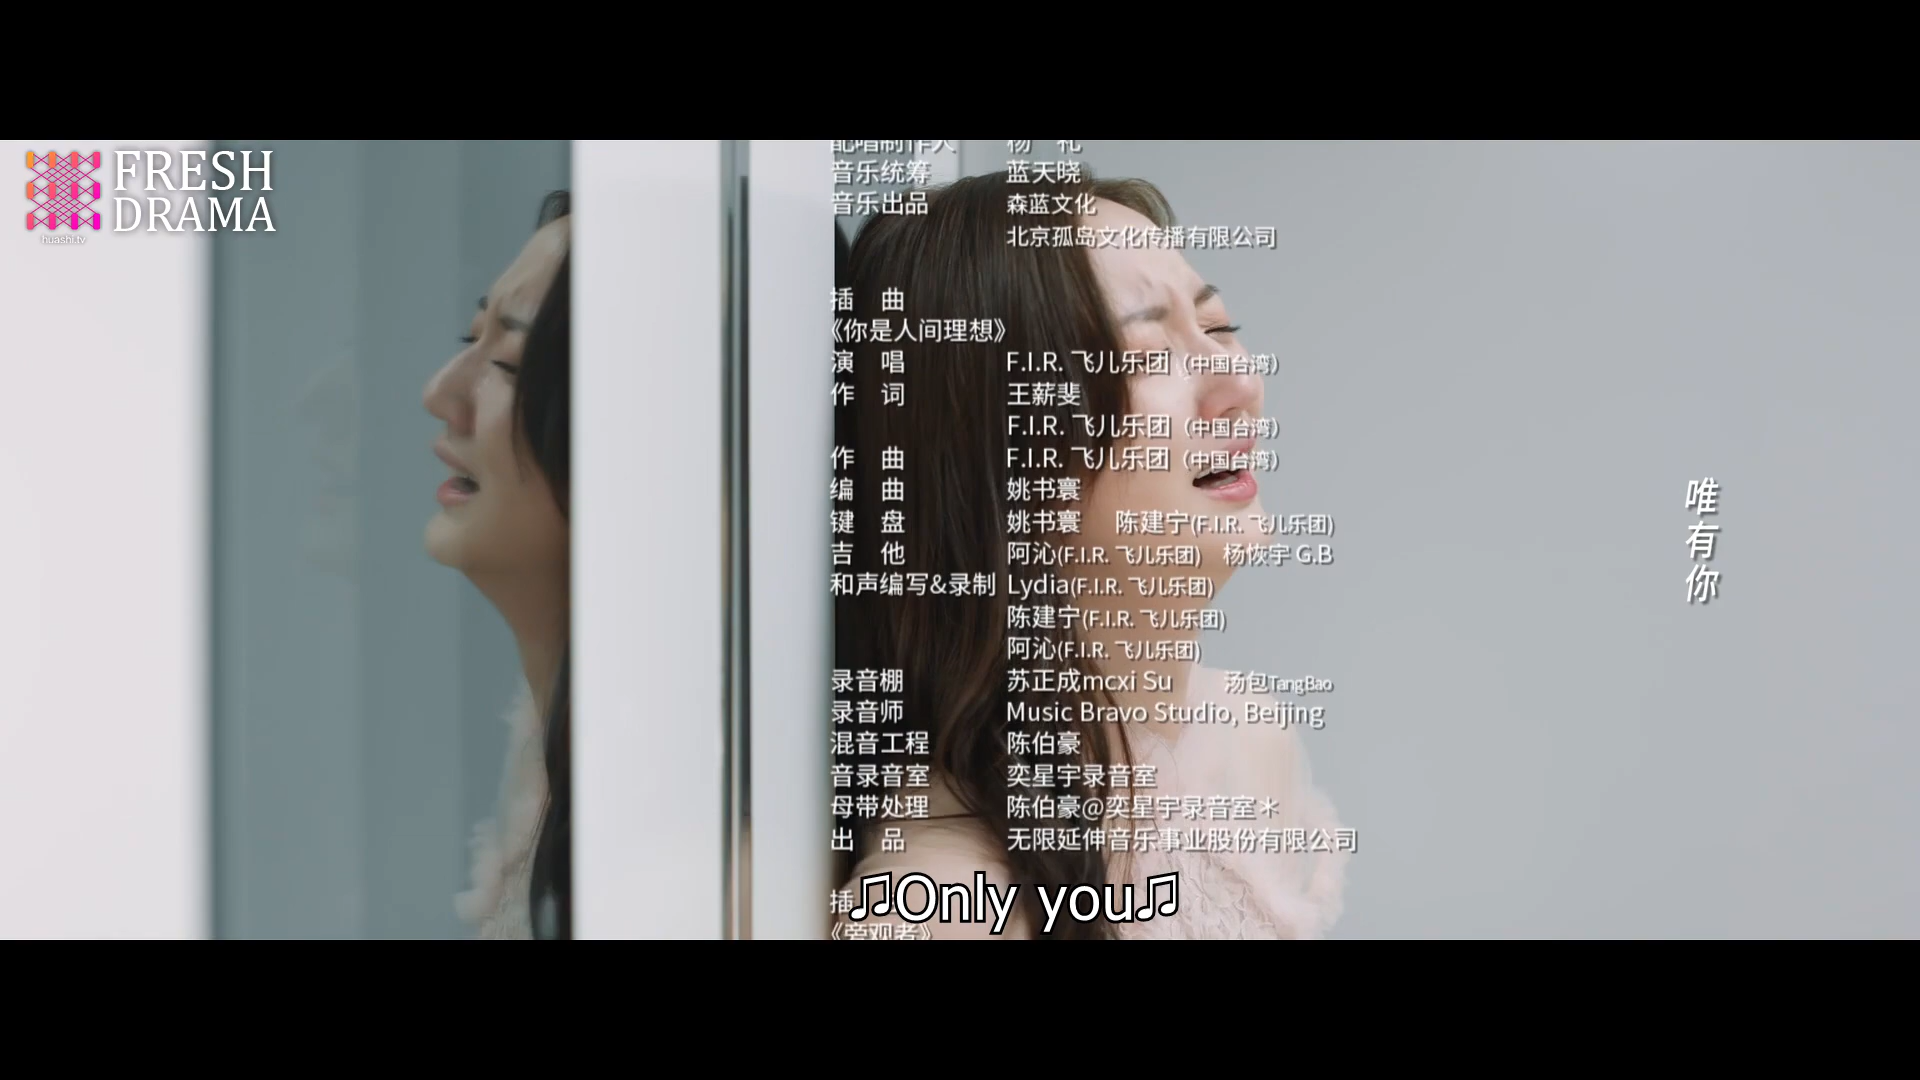 FRESH
DRAMA
huashi.tv
音乐统筹 蓝天晓
音乐出品 森蓝文化
北京孤岛文化传播有限公司
插 曲
《你是人间理想》
演 唱 F.I.R. 飞儿乐团（中国台湾）
作 词 王薪斐
F.I.R. 飞儿乐团（中国台湾）
作 曲 F.I.R. 飞儿乐团（中国台湾）
编 曲 姚书寰
键 盘 姚书寰 陈建宁(F.I.R. 飞儿乐团)
吉 他 阿沁(F.I.R. 飞儿乐团) 杨恢宇 G.B
和声编写&录制 Lydia(F.I.R. 飞儿乐团)
陈建宁(F.I.R. 飞儿乐团)
阿沁(F.I.R. 飞儿乐团)
录音棚 苏正成mcxi Su 汤包TangBao
录音师 Music Bravo Studio, Beijing
混音工程 陈伯豪
音录音室 奕星宇录音室
母带处理 陈伯豪@奕星宇录音室＊
出 品 无限延伸音乐事业股份有限公司
插
《旁观者》
♫Only you♫
唯有你